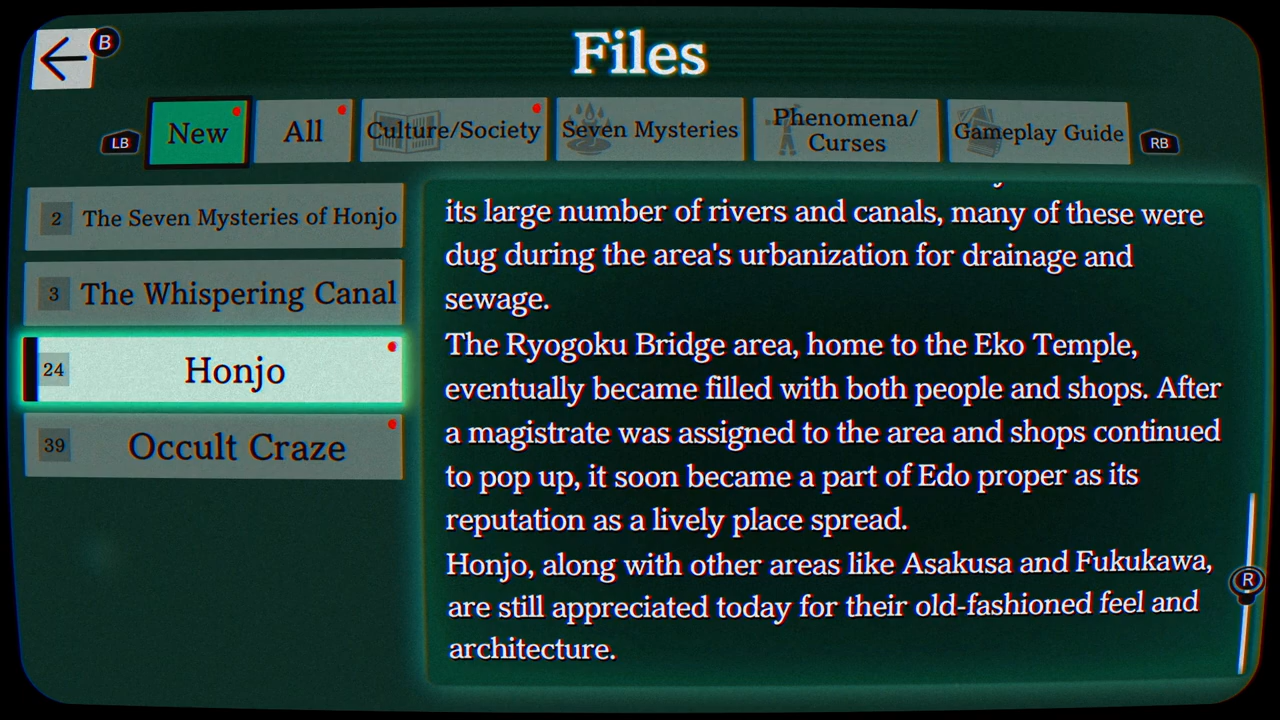 B
Files
LB
New
All
Culture/Society
Seven Mysteries
Phenomena/
Curses
Gameplay Guide
RB
2 The Seven Mysteries of Honjo
3 The Whispering Canal
24 Honjo
39 Occult Craze
its large number of rivers and canals, many of these were
dug during the area's urbanization for drainage and
sewage.
The Ryogoku Bridge area, home to the Eko Temple,
eventually became filled with both people and shops. After
a magistrate was assigned to the area and shops continued
to pop up, it soon became a part of Edo proper as its
reputation as a lively place spread.
Honjo, along with other areas like Asakusa and Fukukawa,
are still appreciated today for their old-fashioned feel and
architecture.
R